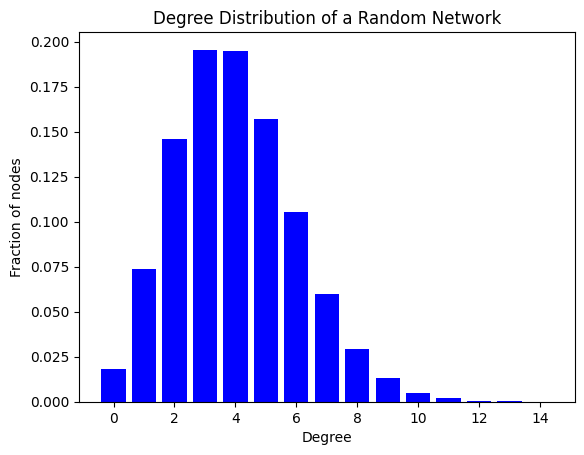 Degree Distribution of a Random Network
Fraction of nodes
0.200
0.175
0.150
0.125
0.100
0.075
0.050
0.025
0.000
0 2 4 6 8 10 12 14
Degree